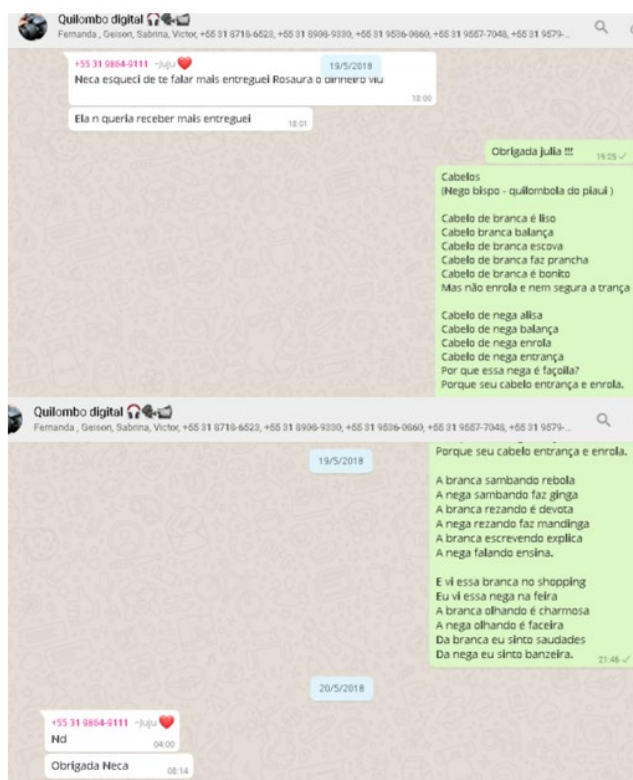 Quilombo digital 🎧🗣📹
Fernanda , Geison, Sabrina, Victor, +55 31 8718-6523, +55 31 8908-9330, +55 31 9536-0660, +55 31 9557-7048, +55 31 9579-...
19/5/2018
+55 31 9864-9111 ~Juju❤️
Neca esqueci de te falar mais entreguei Rosaura o dinheiro viu
18:00
Ela n queria receber mais entreguei
18:01
Obrigada julia !!!
19:25
Cabelos
(Nego bispo - quilombola do piaui )
Cabelo de branca é liso
Cabelo branca balança
Cabelo de branca escova
Cabelo de branca faz prancha
Cabelo de branca é bonito
Mas não enrola e nem segura a trança
Cabelo de nega alisa
Cabelo de nega balança
Cabelo de nega enrola
Cabelo de nega entrança
Por que essa nega é façoilla?
Porque seu cabelo entrança e enrola.
Quilombo digital 🎧🗣📹
Fernanda , Geison, Sabrina, Victor, +55 31 8718-6523, +55 31 8908-9330, +55 31 9536-0660, +55 31 9557-7048, +55 31 9579-...
19/5/2018
Porque seu cabelo entrança e enrola.
A branca sambando rebola
A nega sambando faz ginga
A branca rezando é devota
A nega rezando faz mandinga
A branca escrevendo explica
A nega falando ensina.
E vi essa branca no shopping
Eu vi essa nega na feira
A branca olhando é charmosa
A nega olhando é faceira
Da branca eu sinto saudades
Da nega eu sinto banzeira.
21:46
20/5/2018
+55 31 9864-9111 ~Juju❤️
Nd
04:00
Obrigada Neca
08:14